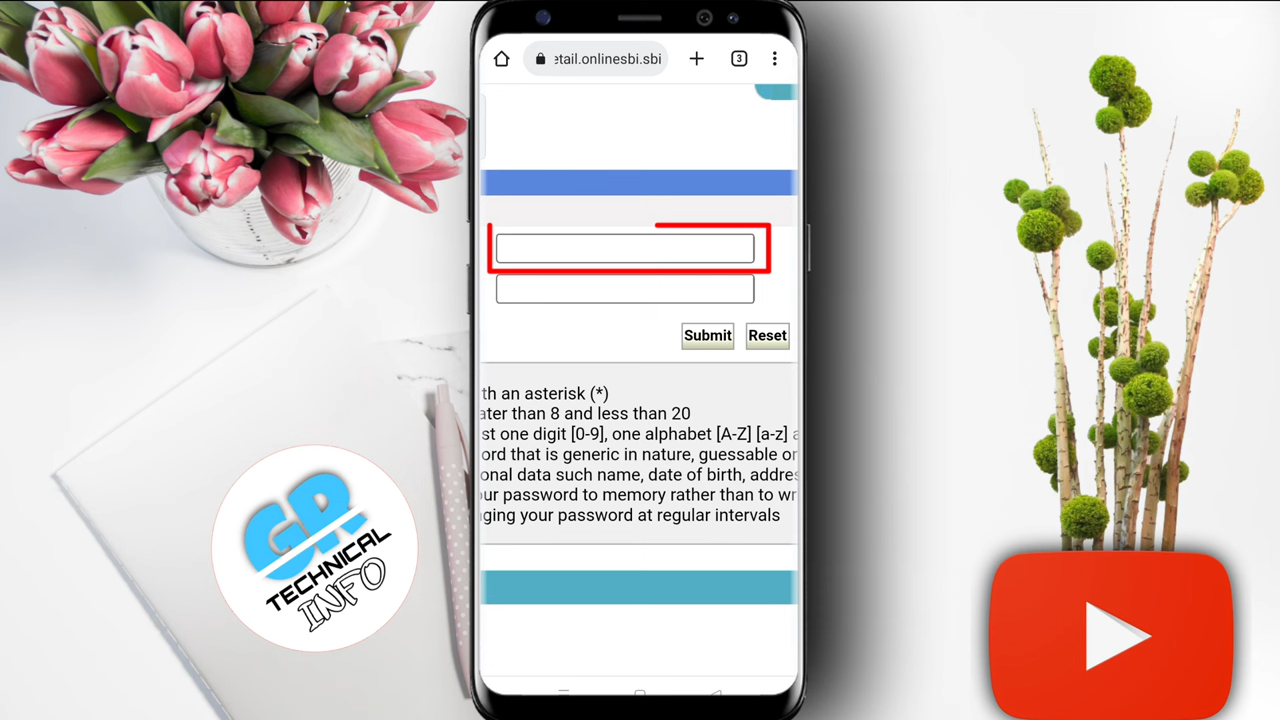 etail.onlinesbi.sbi
3
Submit
Reset
th an asterisk (*)
ater than 8 and less than 20
st one digit [0-9], one alphabet [A-Z] [a-z] a
ord that is generic in nature, guessable or
onal data such name, date of birth, addres
ur password to memory rather than to wr
ging your password at regular intervals
GR
TECHNICAL
INFO